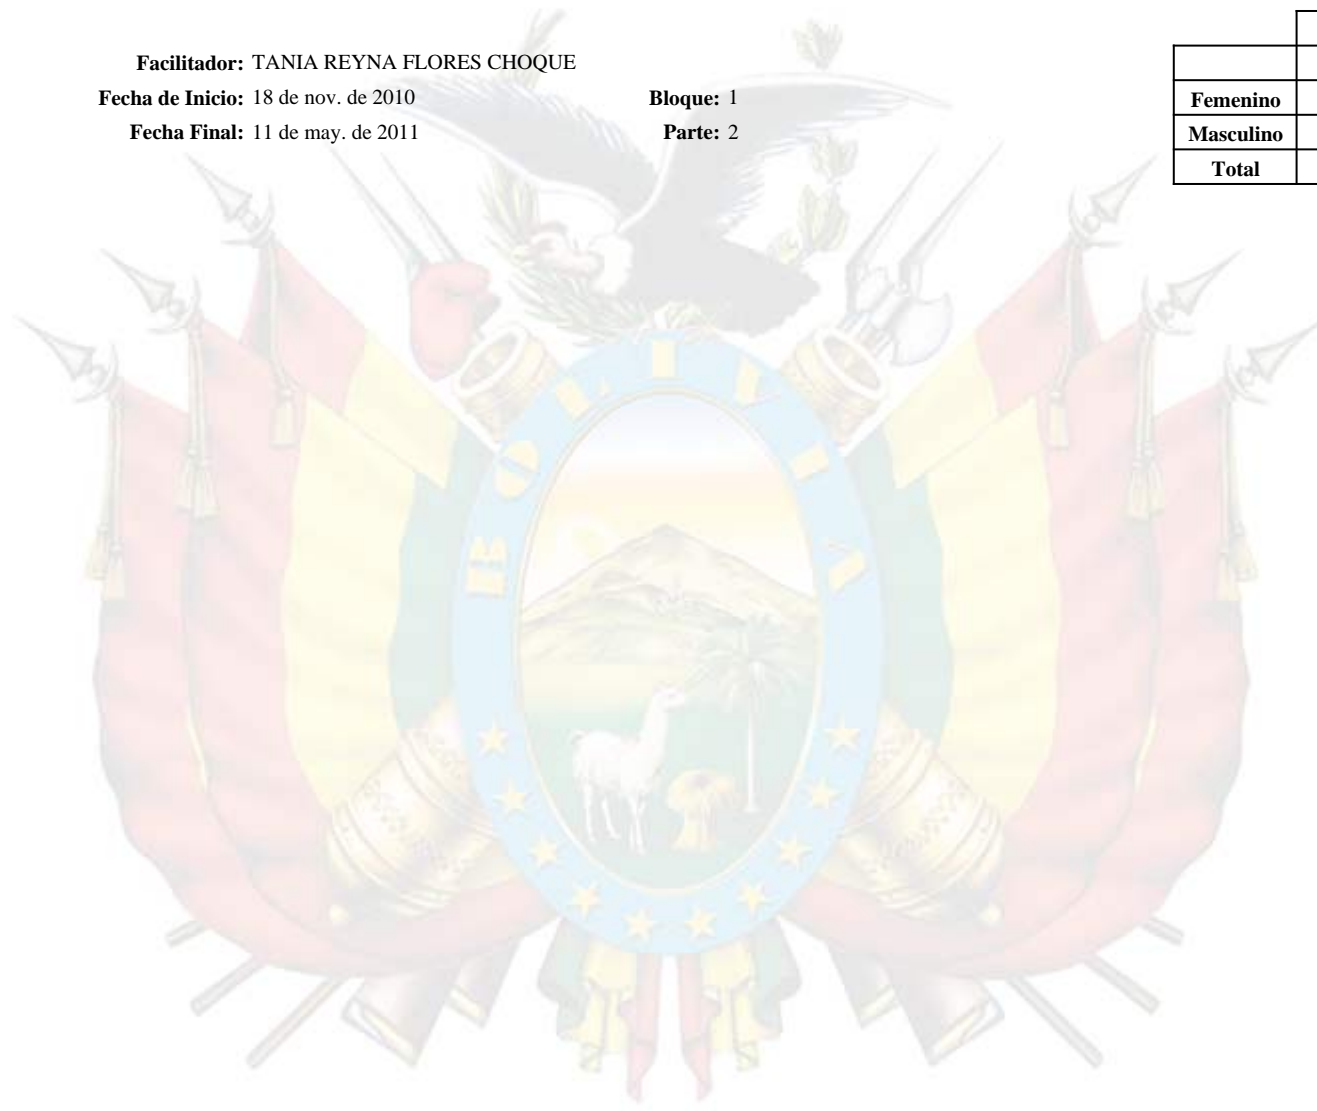 Facilitador: TANIA REYNA FLORES CHOQUE
Fecha de Inicio: 18 de nov. de 2010 Bloque: 1
Fecha Final: 11 de may. de 2011 Parte: 2
Femenino
Masculino
Total
BOLIVIA